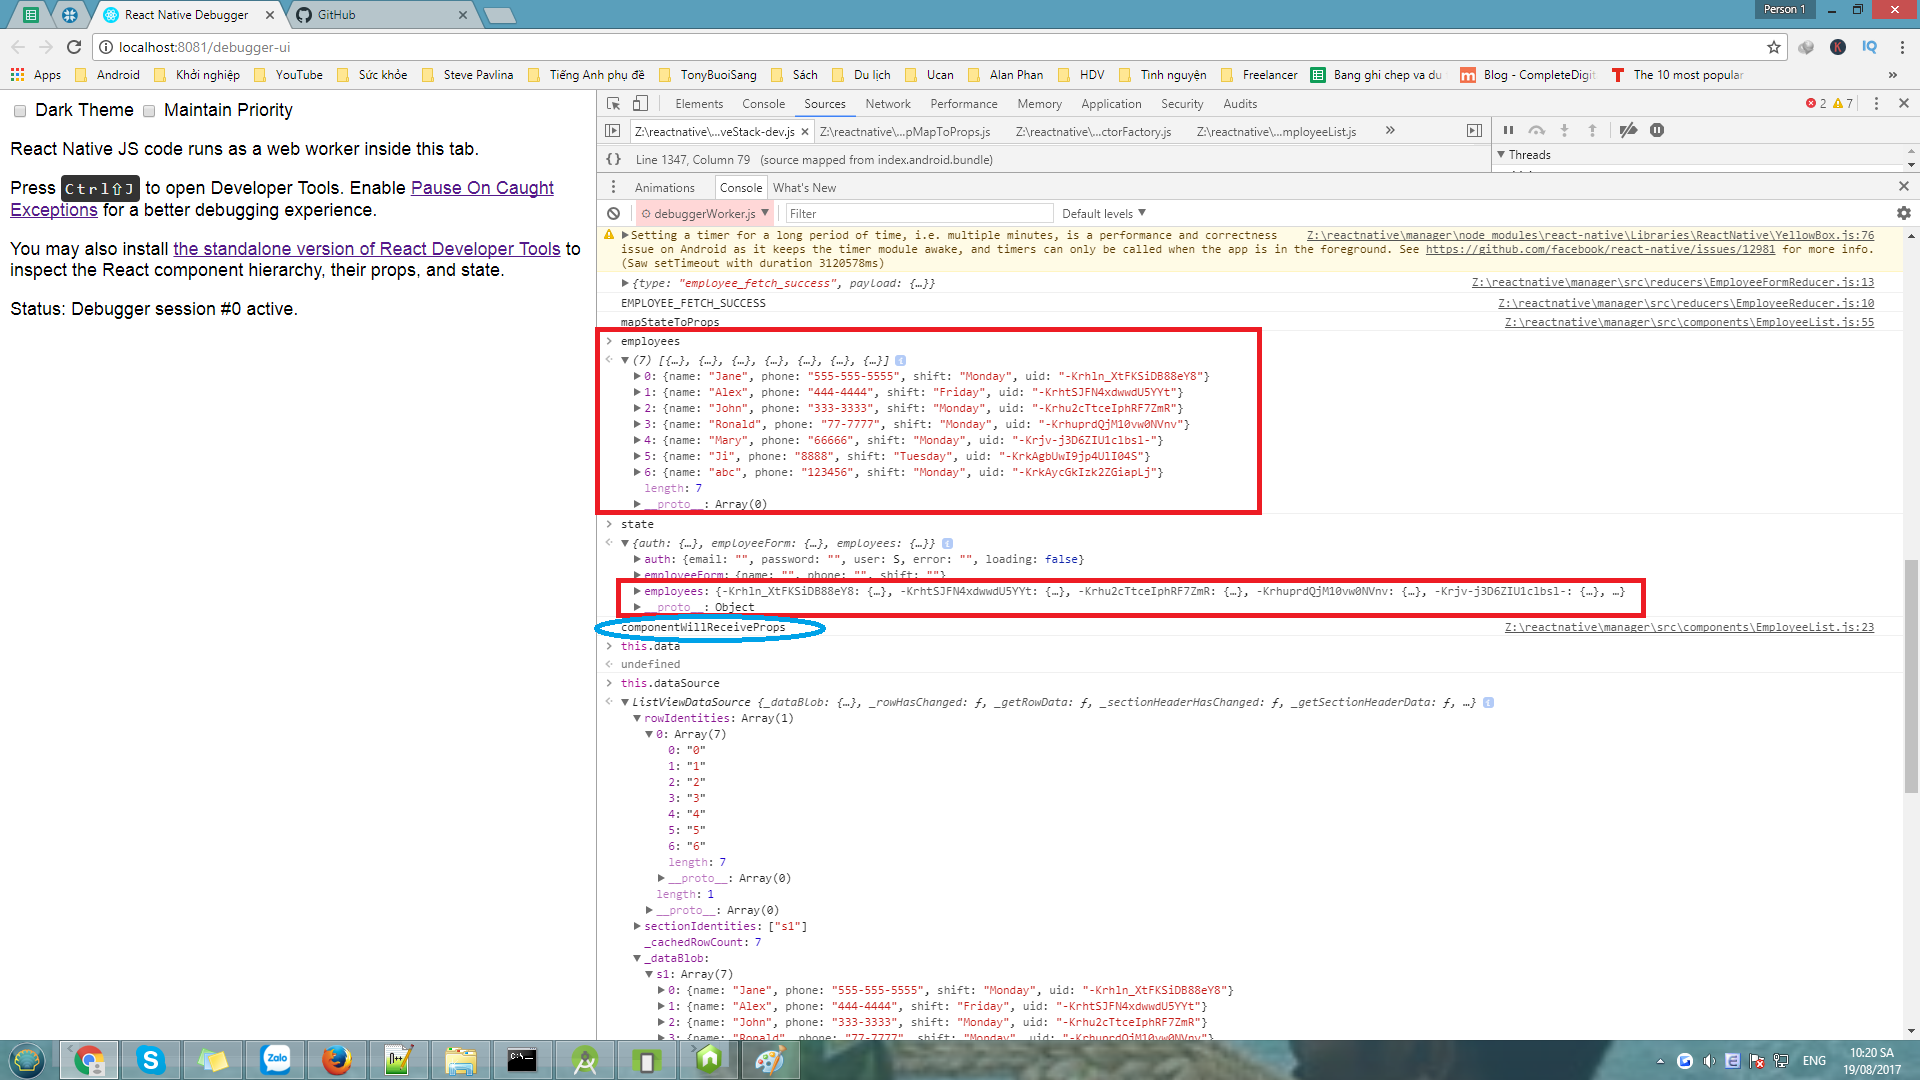 React Native Debugger
GitHub
Person 1
localhost:8081/debugger-ui
Apps
Android
Khởi nghiệp
YouTube
Sức khỏe
Steve Pavlina
Tiếng Anh phụ đề
TonyBuoiSang
Sách
Du lịch
Ucan
Alan Phan
HDV
Tình nguyện
Freelancer
Bang ghi chep va du
Blog - CompleteDigit
The 10 most popular
»
Dark Theme Maintain Priority
React Native JS code runs as a web worker inside this tab.
Press Ctrl⇧J to open Developer Tools. Enable Pause On Caught
Exceptions for a better debugging experience.
You may also install the standalone version of React Developer Tools to
inspect the React component hierarchy, their props, and state.
Status: Debugger session #0 active.
Elements Console Sources Network Performance Memory Application Security Audits
2 7
Z:\reactnative\...veStack-dev.js Z:\reactnative\...pMapToProps.js Z:\reactnative\...ctorFactory.js Z:\reactnative\...mployeeList.js »
{} Line 1347, Column 79 (source mapped from index.android.bundle)
Threads
Animations Console What's New
debuggerWorker.js Filter Default levels
Setting a timer for a long period of time, i.e. multiple minutes, is a performance and correctness Z:\reactnative\manager\node_modules\react-native\Libraries\ReactNative\YellowBox.js:76
issue on Android as it keeps the timer module awake, and timers can only be called when the app is in the foreground. See https://github.com/facebook/react-native/issues/12981 for more info.
(Saw setTimeout with duration 3120578ms)
{type: "employee_fetch_success", payload: {…}} Z:\reactnative\manager\src\reducers\EmployeeFormReducer.js:13
EMPLOYEE_FETCH_SUCCESS Z:\reactnative\manager\src\reducers\EmployeeReducer.js:10
mapStateToProps Z:\reactnative\manager\src\components\EmployeeList.js:55
employees
(7) [{…}, {…}, {…}, {…}, {…}, {…}, {…}]
0: {name: "Jane", phone: "555-555-5555", shift: "Monday", uid: "-Krhln_XtFKSiDB88eY8"}
1: {name: "Alex", phone: "444-4444", shift: "Friday", uid: "-KrhtSJFN4xdwwdU5YYt"}
2: {name: "John", phone: "333-3333", shift: "Monday", uid: "-Krhu2cTtceIphRF7ZmR"}
3: {name: "Ronald", phone: "77-7777", shift: "Monday", uid: "-KrhuprdQjM10vw0NVnv"}
4: {name: "Mary", phone: "66666", shift: "Monday", uid: "-Krjv-j3D6ZIU1clbsl-"}
5: {name: "Ji", phone: "8888", shift: "Tuesday", uid: "-KrkAgbUwI9jp4UlI04S"}
6: {name: "abc", phone: "123456", shift: "Monday", uid: "-KrkAycGkIzk2ZGiapLj"}
length: 7
__proto__: Array(0)
state
{auth: {…}, employeeForm: {…}, employees: {…}}
auth: {email: "", password: "", user: S, error: "", loading: false}
employeeForm: {name: "", phone: "", shift: ""}
employees: {-Krhln_XtFKSiDB88eY8: {…}, -KrhtSJFN4xdwwdU5YYt: {…}, -Krhu2cTtceIphRF7ZmR: {…}, -KrhuprdQjM10vw0NVnv: {…}, -Krjv-j3D6ZIU1clbsl-: {…}, …}
__proto__: Object
componentWillReceiveProps Z:\reactnative\manager\src\components\EmployeeList.js:23
this.data
undefined
this.dataSource
ListViewDataSource {_dataBlob: {…}, _rowHasChanged: ƒ, _getRowData: ƒ, _sectionHeaderHasChanged: ƒ, _getSectionHeaderData: ƒ, …}
rowIdentities: Array(1)
0: Array(7)
0: "0"
1: "1"
2: "2"
3: "3"
4: "4"
5: "5"
6: "6"
length: 7
__proto__: Array(0)
length: 1
__proto__: Array(0)
sectionIdentities: ["s1"]
_cachedRowCount: 7
_dataBlob:
s1: Array(7)
0: {name: "Jane", phone: "555-555-5555", shift: "Monday", uid: "-Krhln_XtFKSiDB88eY8"}
1: {name: "Alex", phone: "444-4444", shift: "Friday", uid: "-KrhtSJFN4xdwwdU5YYt"}
2: {name: "John", phone: "333-3333", shift: "Monday", uid: "-Krhu2cTtceIphRF7ZmR"}
3: {name: "Ronald", phone: "77-7777", shift: "Monday", uid: "-KrhuprdQjM10vw0NVnv"}
Zalo
ENG
10:20 SA
19/08/2017